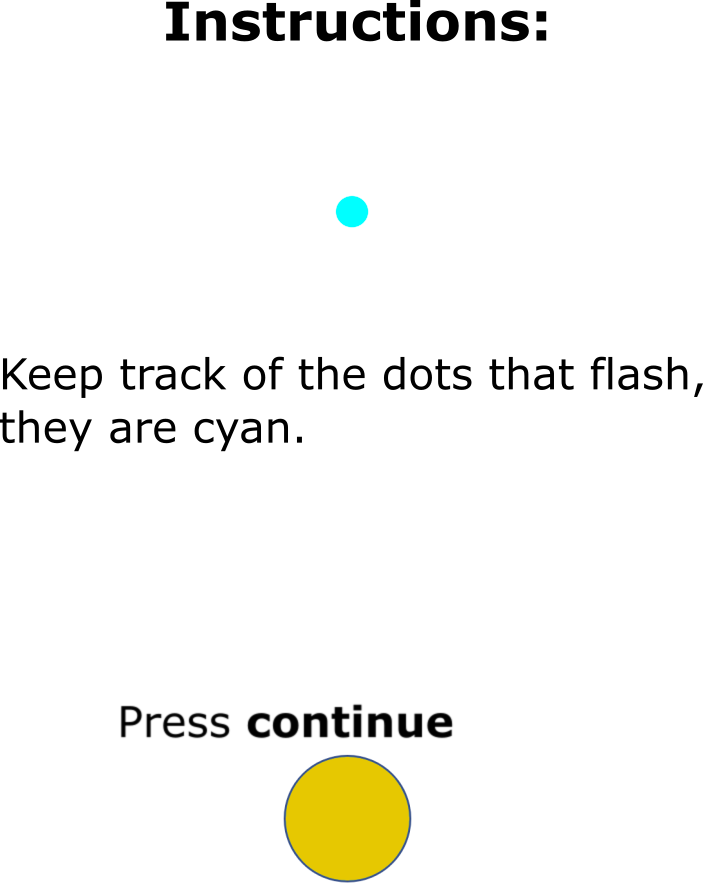 Instructions:
Keep track of the dots that flash,
they are cyan.
Press continue